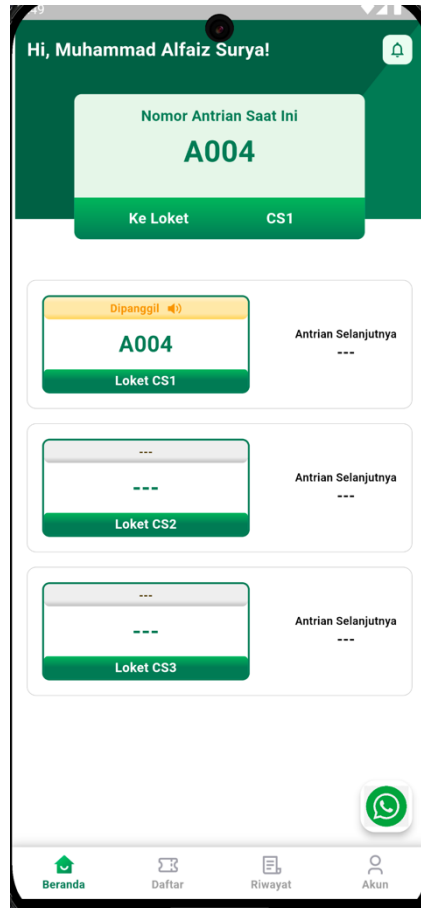 Hi, Muhammad Alfaiz Surya!
Nomor Antrian Saat Ini
A004
Ke Loket CS1
Dipanggil
A004
Loket CS1
Antrian Selanjutnya
---
---
---
Loket CS2
Antrian Selanjutnya
---
---
---
Loket CS3
Antrian Selanjutnya
---
Beranda Daftar Riwayat Akun